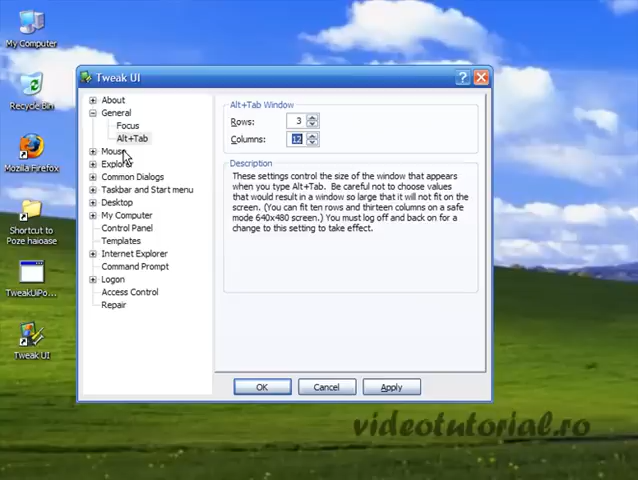 My Computer
Recycle Bin
Mozilla Firefox
Shortcut to
Poze haioase
TweakUIPo...
Tweak UI
Tweak UI
About
General
Focus
Alt+Tab
Mouse
Explorer
Common Dialogs
Taskbar and Start menu
Desktop
My Computer
Control Panel
Templates
Internet Explorer
Command Prompt
Logon
Access Control
Repair
Alt+Tab Window
Rows: 3
Columns: 12
Description
These settings control the size of the window that appears
when you type Alt+Tab. Be careful not to choose values
that would result in a window so large that it will not fit on the
screen. (You can fit ten rows and thirteen columns on a safe
mode 640x480 screen.) You must log off and back on for a
change to this setting to take effect.
OK
Cancel
Apply
videotutorial.ro